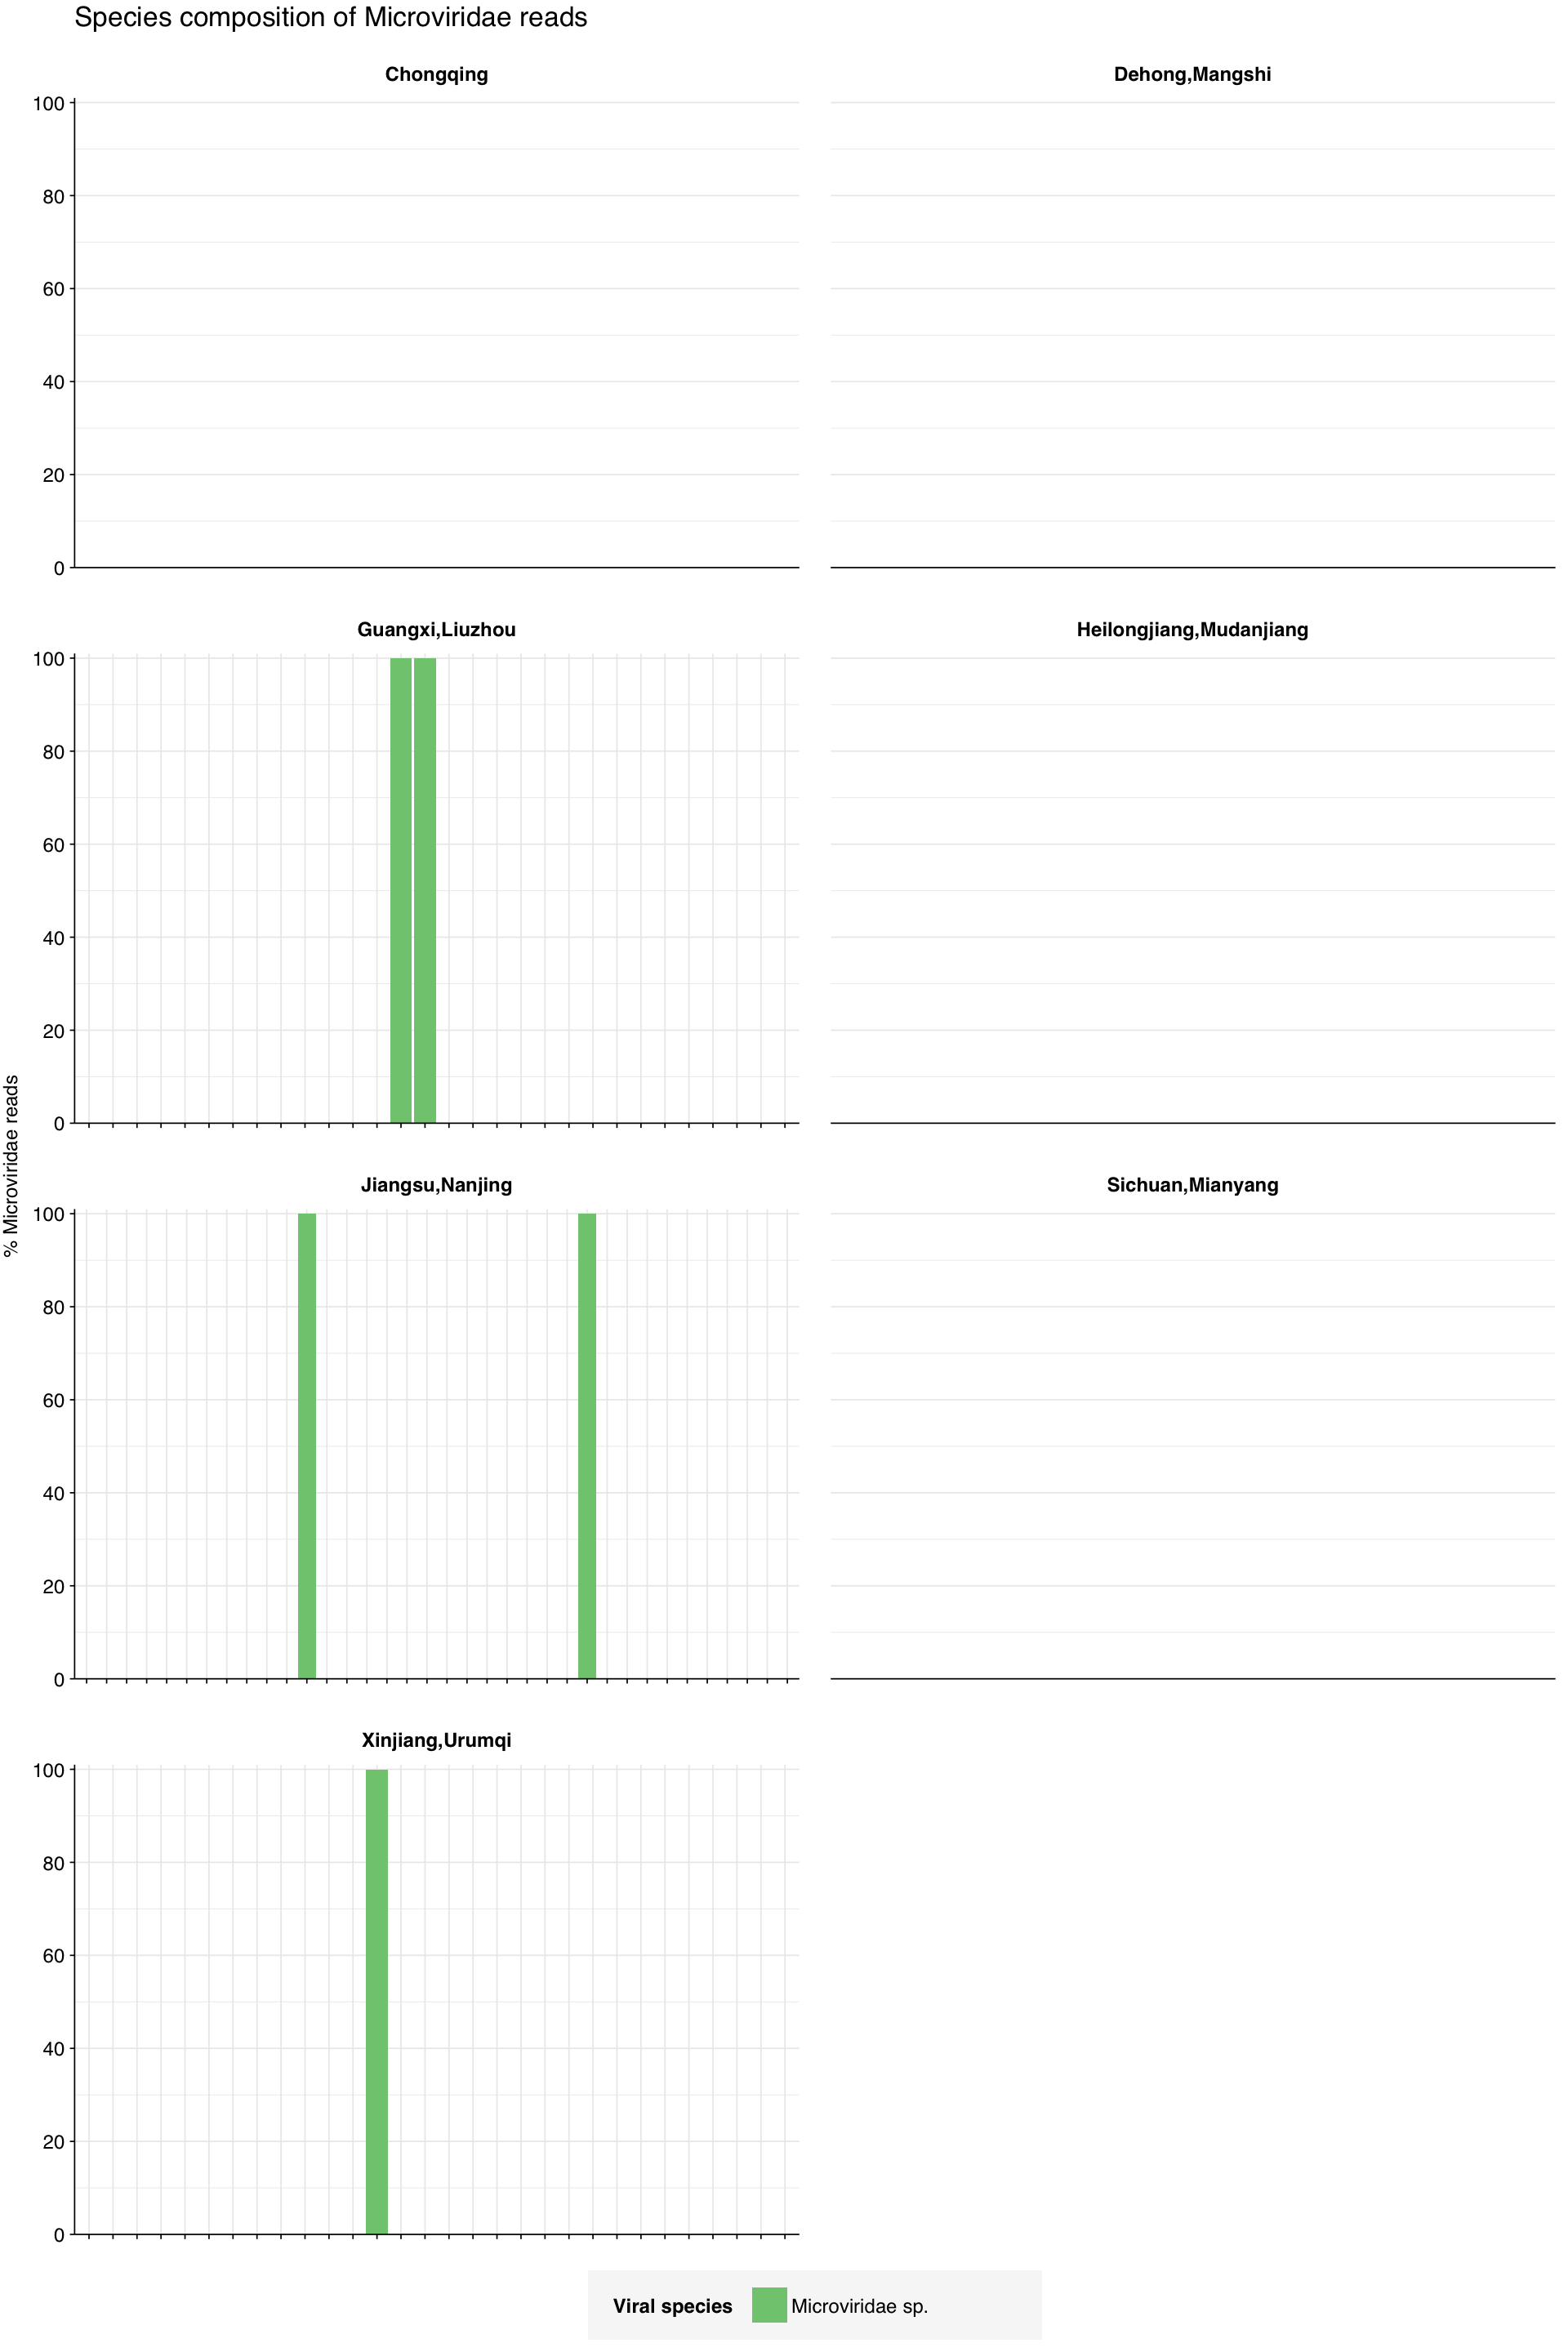 Species composition of Microviridae reads
Chongqing
Dehong,Mangshi
100
80
60
40
20
0
Guangxi,Liuzhou
Heilongjiang,Mudanjiang
100
80
60
40
20
0
% Microviridae reads
Jiangsu,Nanjing
Sichuan,Mianyang
100
80
60
40
20
0
Xinjiang,Urumqi
100
80
60
40
20
0
Viral species Microviridae sp.